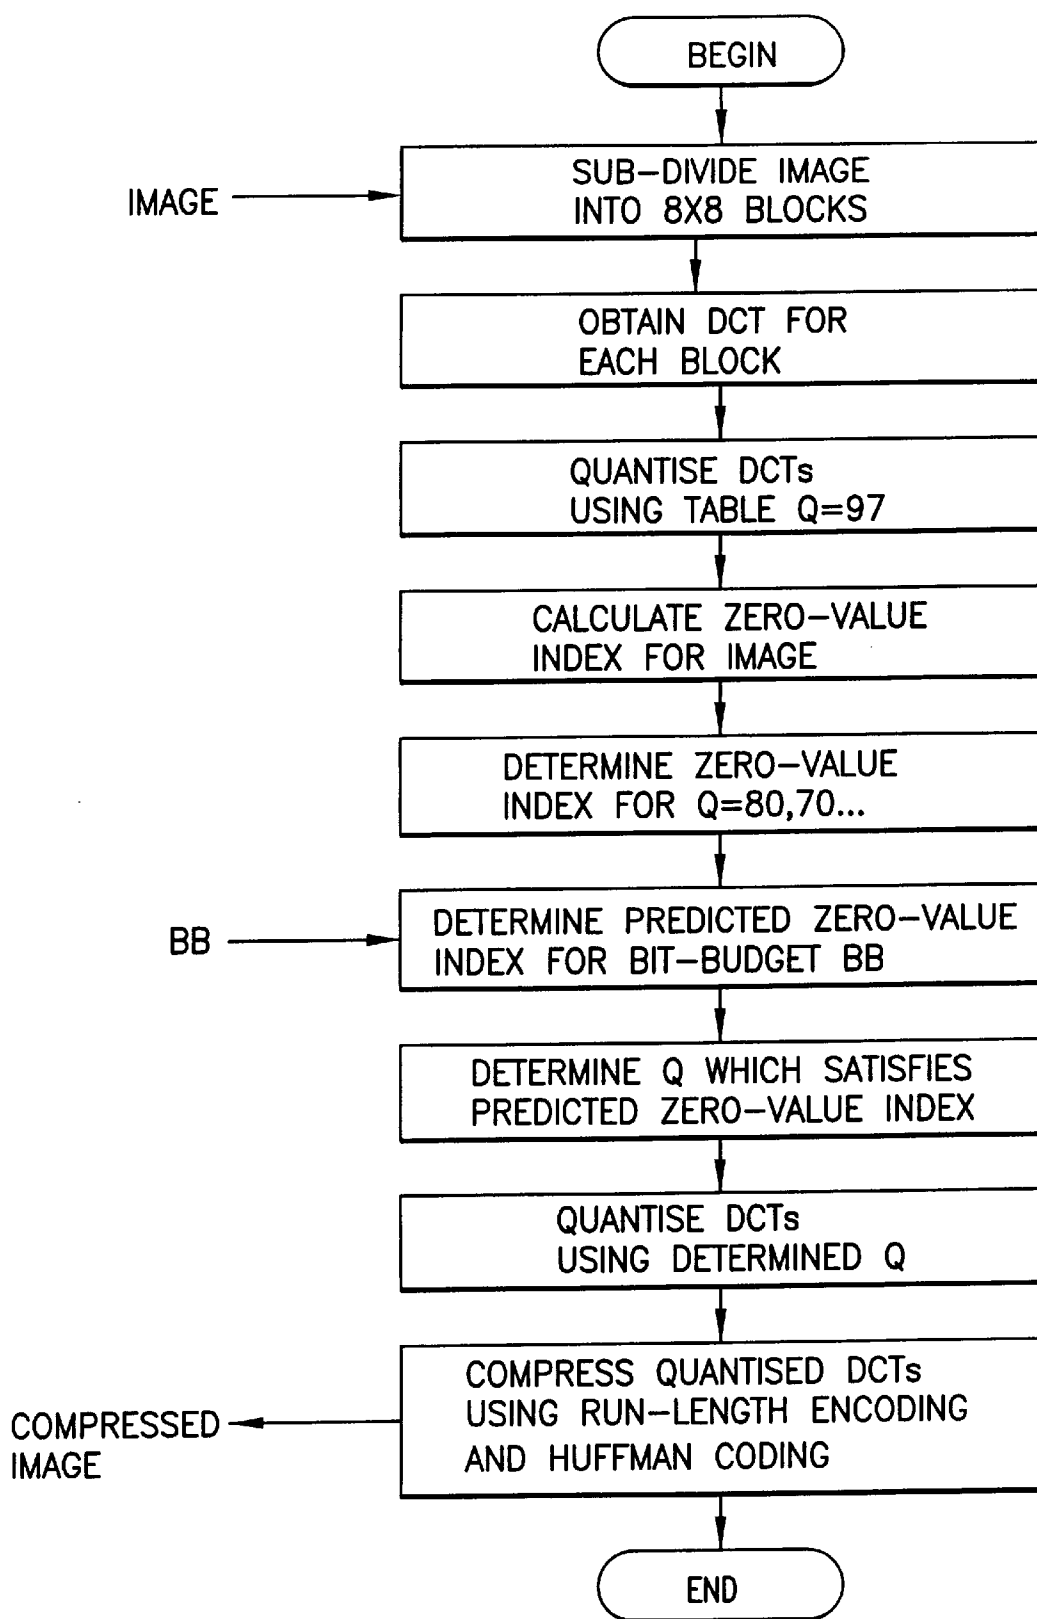 BEGIN
IMAGE
SUB-DIVIDE IMAGE
INTO 8X8 BLOCKS
OBTAIN DCT FOR
EACH BLOCK
QUANTISE DCTs
USING TABLE Q=97
CALCULATE ZERO-VALUE
INDEX FOR IMAGE
DETERMINE ZERO-VALUE
INDEX FOR Q=80,70...
BB
DETERMINE PREDICTED ZERO-VALUE
INDEX FOR BIT-BUDGET BB
DETERMINE Q WHICH SATISFIES
PREDICTED ZERO-VALUE INDEX
QUANTISE DCTs
USING DETERMINED Q
COMPRESS QUANTISED DCTs
USING RUN-LENGTH ENCODING
AND HUFFMAN CODING
COMPRESSED
IMAGE
END